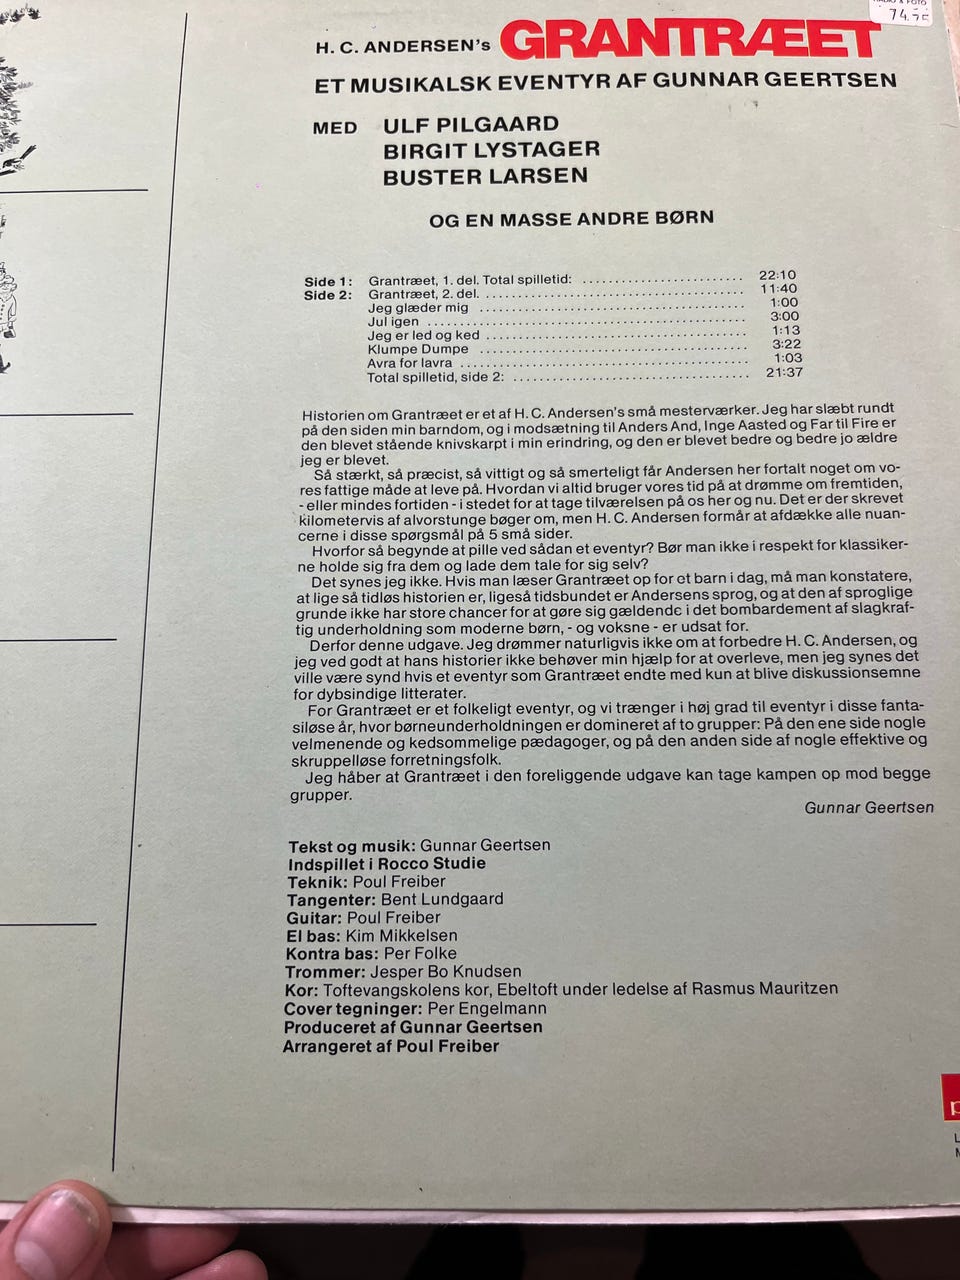 RADIO & FOTO
74.75
H. C. ANDERSEN's GRANTRÆET
ET MUSIKALSK EVENTYR AF GUNNAR GEERTSEN
MED ULF PILGAARD
BIRGIT LYSTAGER
BUSTER LARSEN
OG EN MASSE ANDRE BØRN
Side 1: Grantræet, 1. del. Total spilletid: 22:10
Side 2: Grantræet, 2. del. 11:40
Jeg glæder mig 1:00
Jul igen 3:00
Jeg er led og ked 1:13
Klumpe Dumpe 3:22
Avra for lavra 1:03
Total spilletid, side 2: 21:37
Historien om Grantræet er et af H. C. Andersen's små mesterværker. Jeg har slæbt rundt
på den siden min barndom, og i modsætning til Anders And, Inge Aasted og Far til Fire er
den blevet stående knivskarpt i min erindring, og den er blevet bedre og bedre jo ældre
jeg er blevet.
Så stærkt, så præcist, så vittigt og så smerteligt får Andersen her fortalt noget om vo-
res fattige måde at leve på. Hvordan vi altid bruger vores tid på at drømme om fremtiden,
- eller mindes fortiden - i stedet for at tage tilværelsen på os her og nu. Det er der skrevet
kilometervis af alvorstunge bøger om, men H. C. Andersen formår at afdække alle nuan-
cerne i disse spørgsmål på 5 små sider.
Hvorfor så begynde at pille ved sådan et eventyr? Bør man ikke i respekt for klassiker-
ne holde sig fra dem og lade dem tale for sig selv?
Det synes jeg ikke. Hvis man læser Grantræet op for et barn i dag, må man konstatere,
at lige så tidløs historien er, ligeså tidsbundet er Andersens sprog, og at den af sproglige
grunde ikke har store chancer for at gøre sig gældende i det bombardement af slagkraf-
tig underholdning som moderne børn, - og voksne - er udsat for.
Derfor denne udgave. Jeg drømmer naturligvis ikke om at forbedre H. C. Andersen, og
jeg ved godt at hans historier ikke behøver min hjælp for at overleve, men jeg synes det
ville være synd hvis et eventyr som Grantræet endte med kun at blive diskussionsemne
for dybsindige litterater.
For Grantræet er et folkeligt eventyr, og vi trænger i høj grad til eventyr i disse fanta-
siløse år, hvor børneunderholdningen er domineret af to grupper: På den ene side nogle
velmenende og kedsommelige pædagoger, og på den anden side af nogle effektive og
skruppelløse forretningsfolk.
Jeg håber at Grantræet i den foreliggende udgave kan tage kampen op mod begge
grupper.
Gunnar Geertsen
Tekst og musik: Gunnar Geertsen
Indspillet i Rocco Studie
Teknik: Poul Freiber
Tangenter: Bent Lundgaard
Guitar: Poul Freiber
El bas: Kim Mikkelsen
Kontra bas: Per Folke
Trommer: Jesper Bo Knudsen
Kor: Toftevangskolens kor, Ebeltoft under ledelse af Rasmus Mauritzen
Cover tegninger: Per Engelmann
Produceret af Gunnar Geertsen
Arrangeret af Poul Freiber
p
L
M